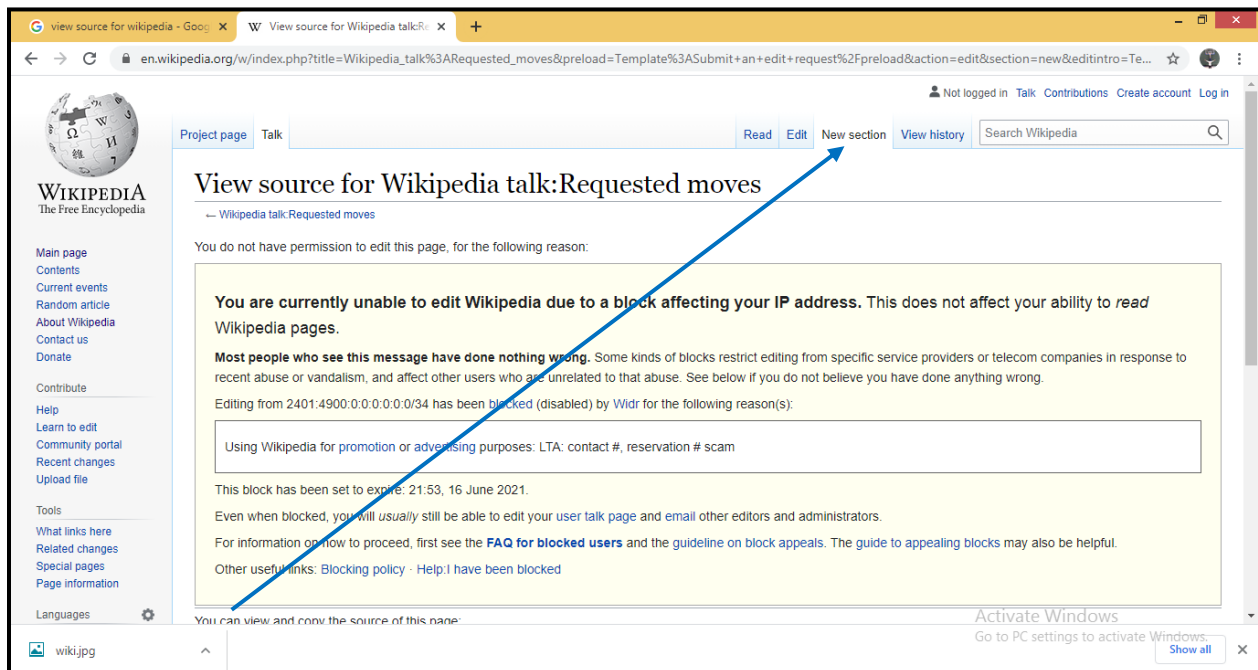 view source for wikipedia - Goog
View source for Wikipedia talk:Re
en.wikipedia.org/w/index.php?title=Wikipedia_talk%3ARequested_moves&preload=Template%3ASubmit+an+edit+request%2Fpreload&action=edit&section=new&editintro=Te...
Not logged in Talk Contributions Create account Log in
Project page Talk Read Edit New section View history Search Wikipedia
WIKIPEDIA
The Free Encyclopedia
View source for Wikipedia talk:Requested moves
← Wikipedia talk:Requested moves
You do not have permission to edit this page, for the following reason:
Main page
Contents
Current events
Random article
About Wikipedia
Contact us
Donate
Contribute
Help
Learn to edit
Community portal
Recent changes
Upload file
Tools
What links here
Related changes
Special pages
Page information
Languages
You are currently unable to edit Wikipedia due to a block affecting your IP address. This does not affect your ability to read
Wikipedia pages.
Most people who see this message have done nothing wrong. Some kinds of blocks restrict editing from specific service providers or telecom companies in response to
recent abuse or vandalism, and affect other users who are unrelated to that abuse. See below if you do not believe you have done anything wrong.
Editing from 2401:4900:0:0:0:0:0:0/34 has been blocked (disabled) by Widr for the following reason(s):
Using Wikipedia for promotion or advertising purposes: LTA: contact #, reservation # scam
This block has been set to expire: 21:53, 16 June 2021.
Even when blocked, you will usually still be able to edit your user talk page and email other editors and administrators.
For information on how to proceed, first see the FAQ for blocked users and the guideline on block appeals. The guide to appealing blocks may also be helpful.
Other useful links: Blocking policy · Help:I have been blocked
You can view and copy the source of this page:
Activate Windows
Go to PC settings to activate Windows.
wiki.jpg
Show all